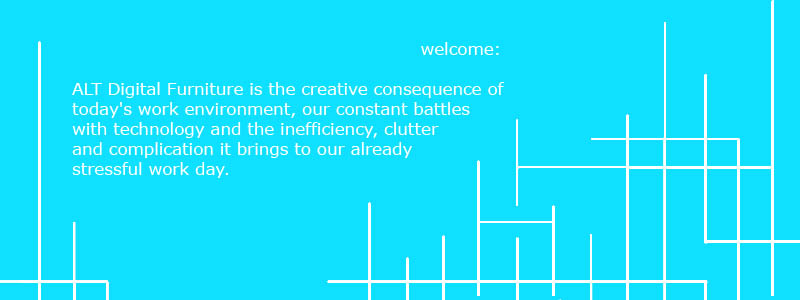 welcome:
ALT Digital Furniture is the creative consequence of
today's work environment, our constant battles
with technology and the inefficiency, clutter
and complication it brings to our already
stressful work day.